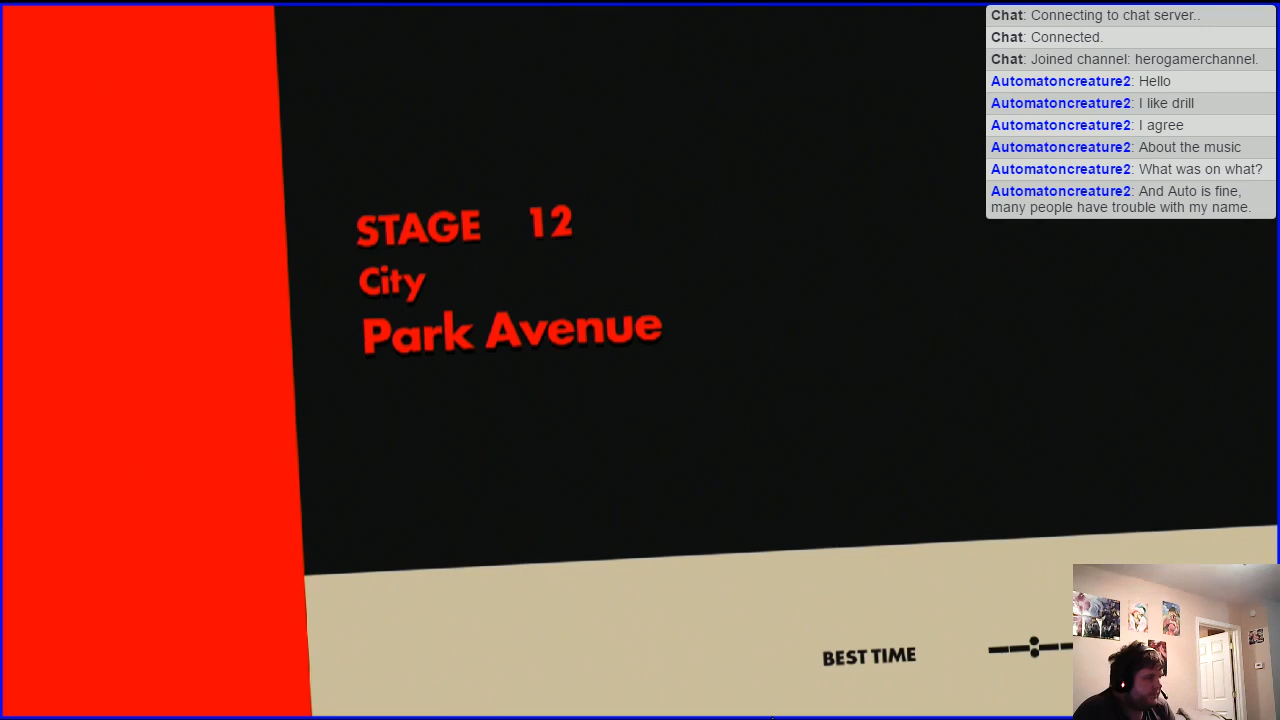 STAGE 12
City
Park Avenue
BEST TIME
Chat: Connecting to chat server..
Chat: Connected.
Chat: Joined channel: herogamerchannel.
Automatoncreature2: Hello
Automatoncreature2: I like drill
Automatoncreature2: I agree
Automatoncreature2: About the music
Automatoncreature2: What was on what?
Automatoncreature2: And Auto is fine,
many people have trouble with my name.